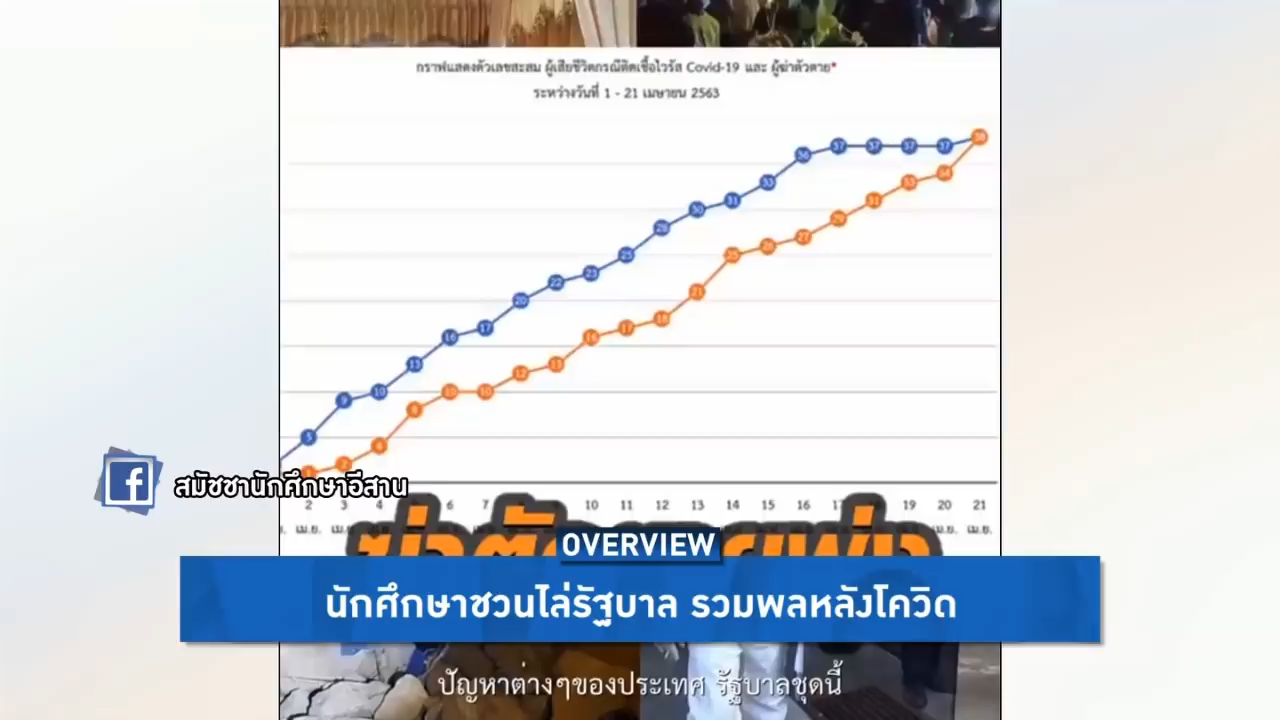 กราฟแสดงตัวเลขสะสม ผู้เสียชีวิตกรณีติดเชื้อไวรัส Covid-19 และ ผู้ฆ่าตัวตาย*
ระหว่างวันที่ 1 - 21 เมษายน 2563
5 9 10 13 16 17 20 22 23 25 28 30 31 33 36 37 37 37 37 38
1 2 4 8 10 10 12 13 16 17 18 21 25 26 27 29 31 33 34
สมัชชานักศึกษาอีสาน
2 3 4 6 7 10 11 12 13 14 15 16 19 20 21
เม.ย. เม.ย.
OVERVIEW
นักศึกษาชวนไล่รัฐบาล รวมพลหลังโควิด
ปัญหาต่างๆของประเทศ รัฐบาลชุดนี้